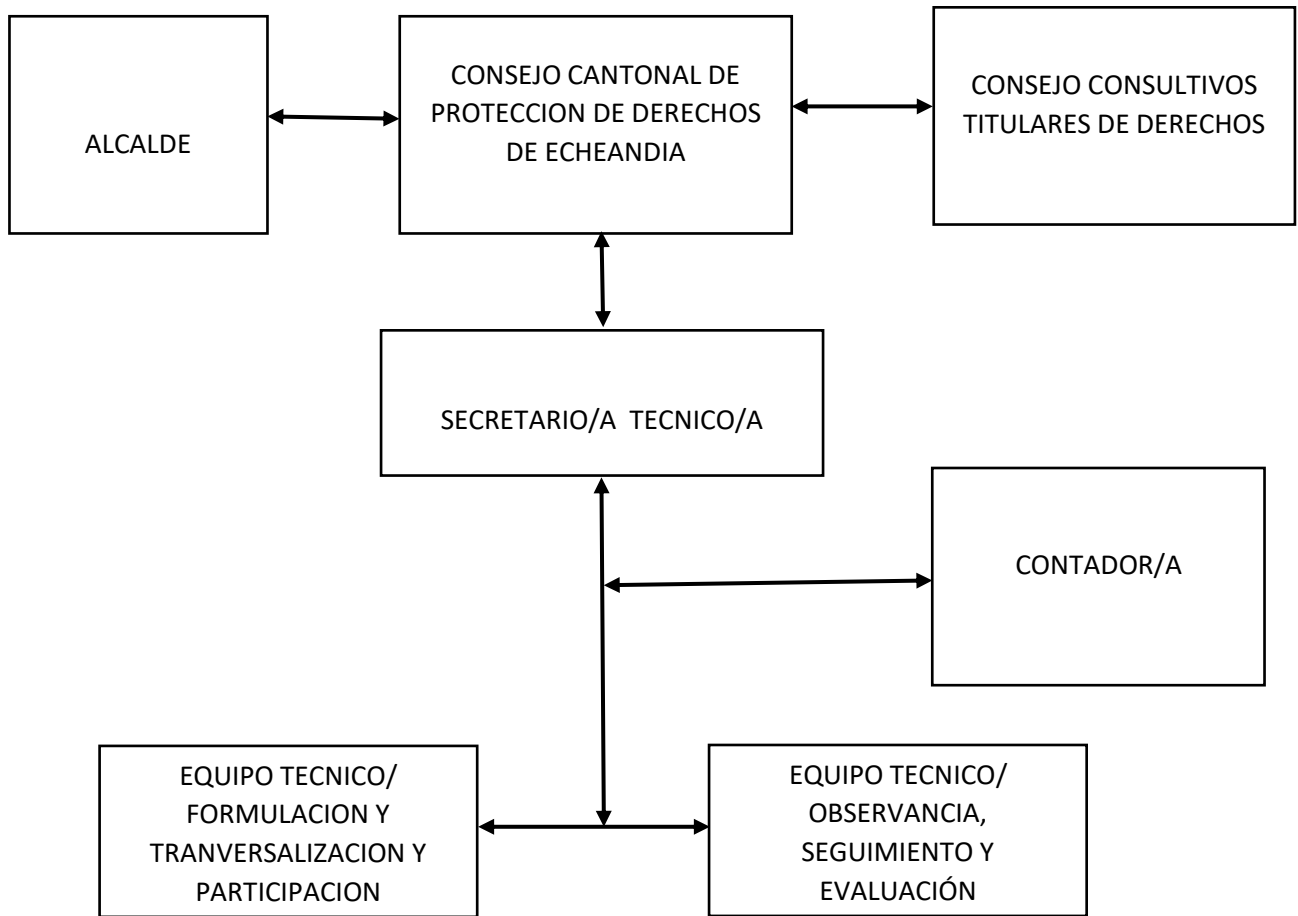 ALCALDE
CONSEJO CANTONAL DE
PROTECCION DE DERECHOS
DE ECHEANDIA
CONSEJO CONSULTIVOS
TITULARES DE DERECHOS
SECRETARIO/A TECNICO/A
CONTADOR/A
EQUIPO TECNICO/
FORMULACION Y
TRANVERSALIZACION Y
PARTICIPACION
EQUIPO TECNICO/
OBSERVANCIA,
SEGUIMIENTO Y
EVALUACIÓN